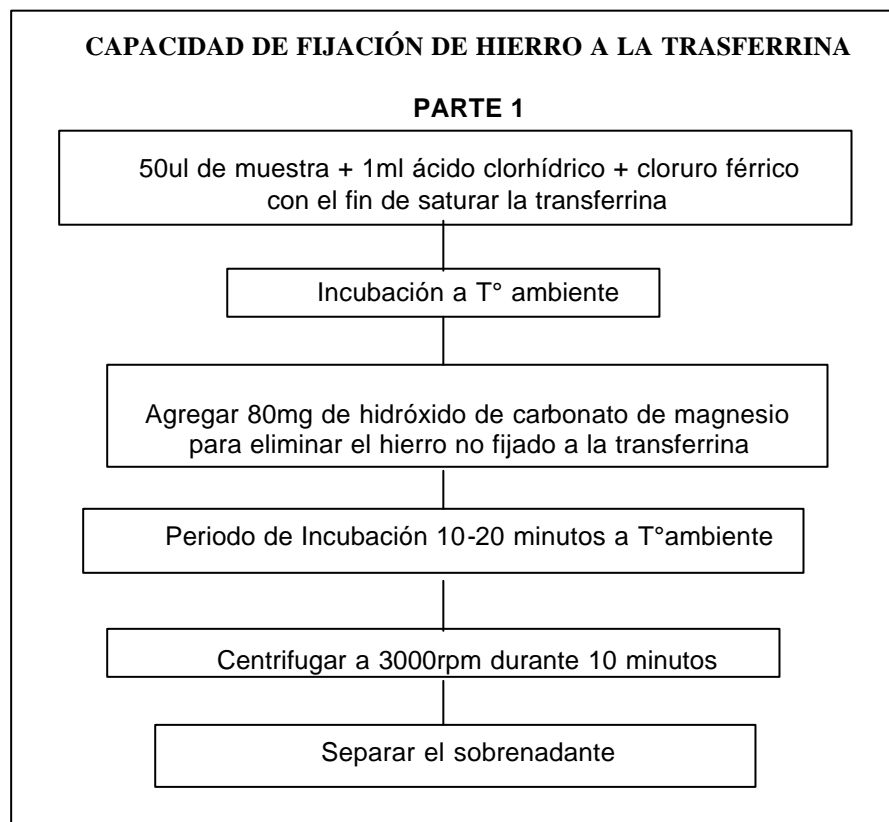 CAPACIDAD DE FIJACIÓN DE HIERRO A LA TRASFERRINA
PARTE 1
50ul de muestra + 1ml ácido clorhídrico + cloruro férrico
con el fin de saturar la transferrina
Incubación a T° ambiente
Agregar 80mg de hidróxido de carbonato de magnesio
para eliminar el hierro no fijado a la transferrina
Periodo de Incubación 10-20 minutos a T°ambiente
Centrifugar a 3000rpm durante 10 minutos
Separar el sobrenadante